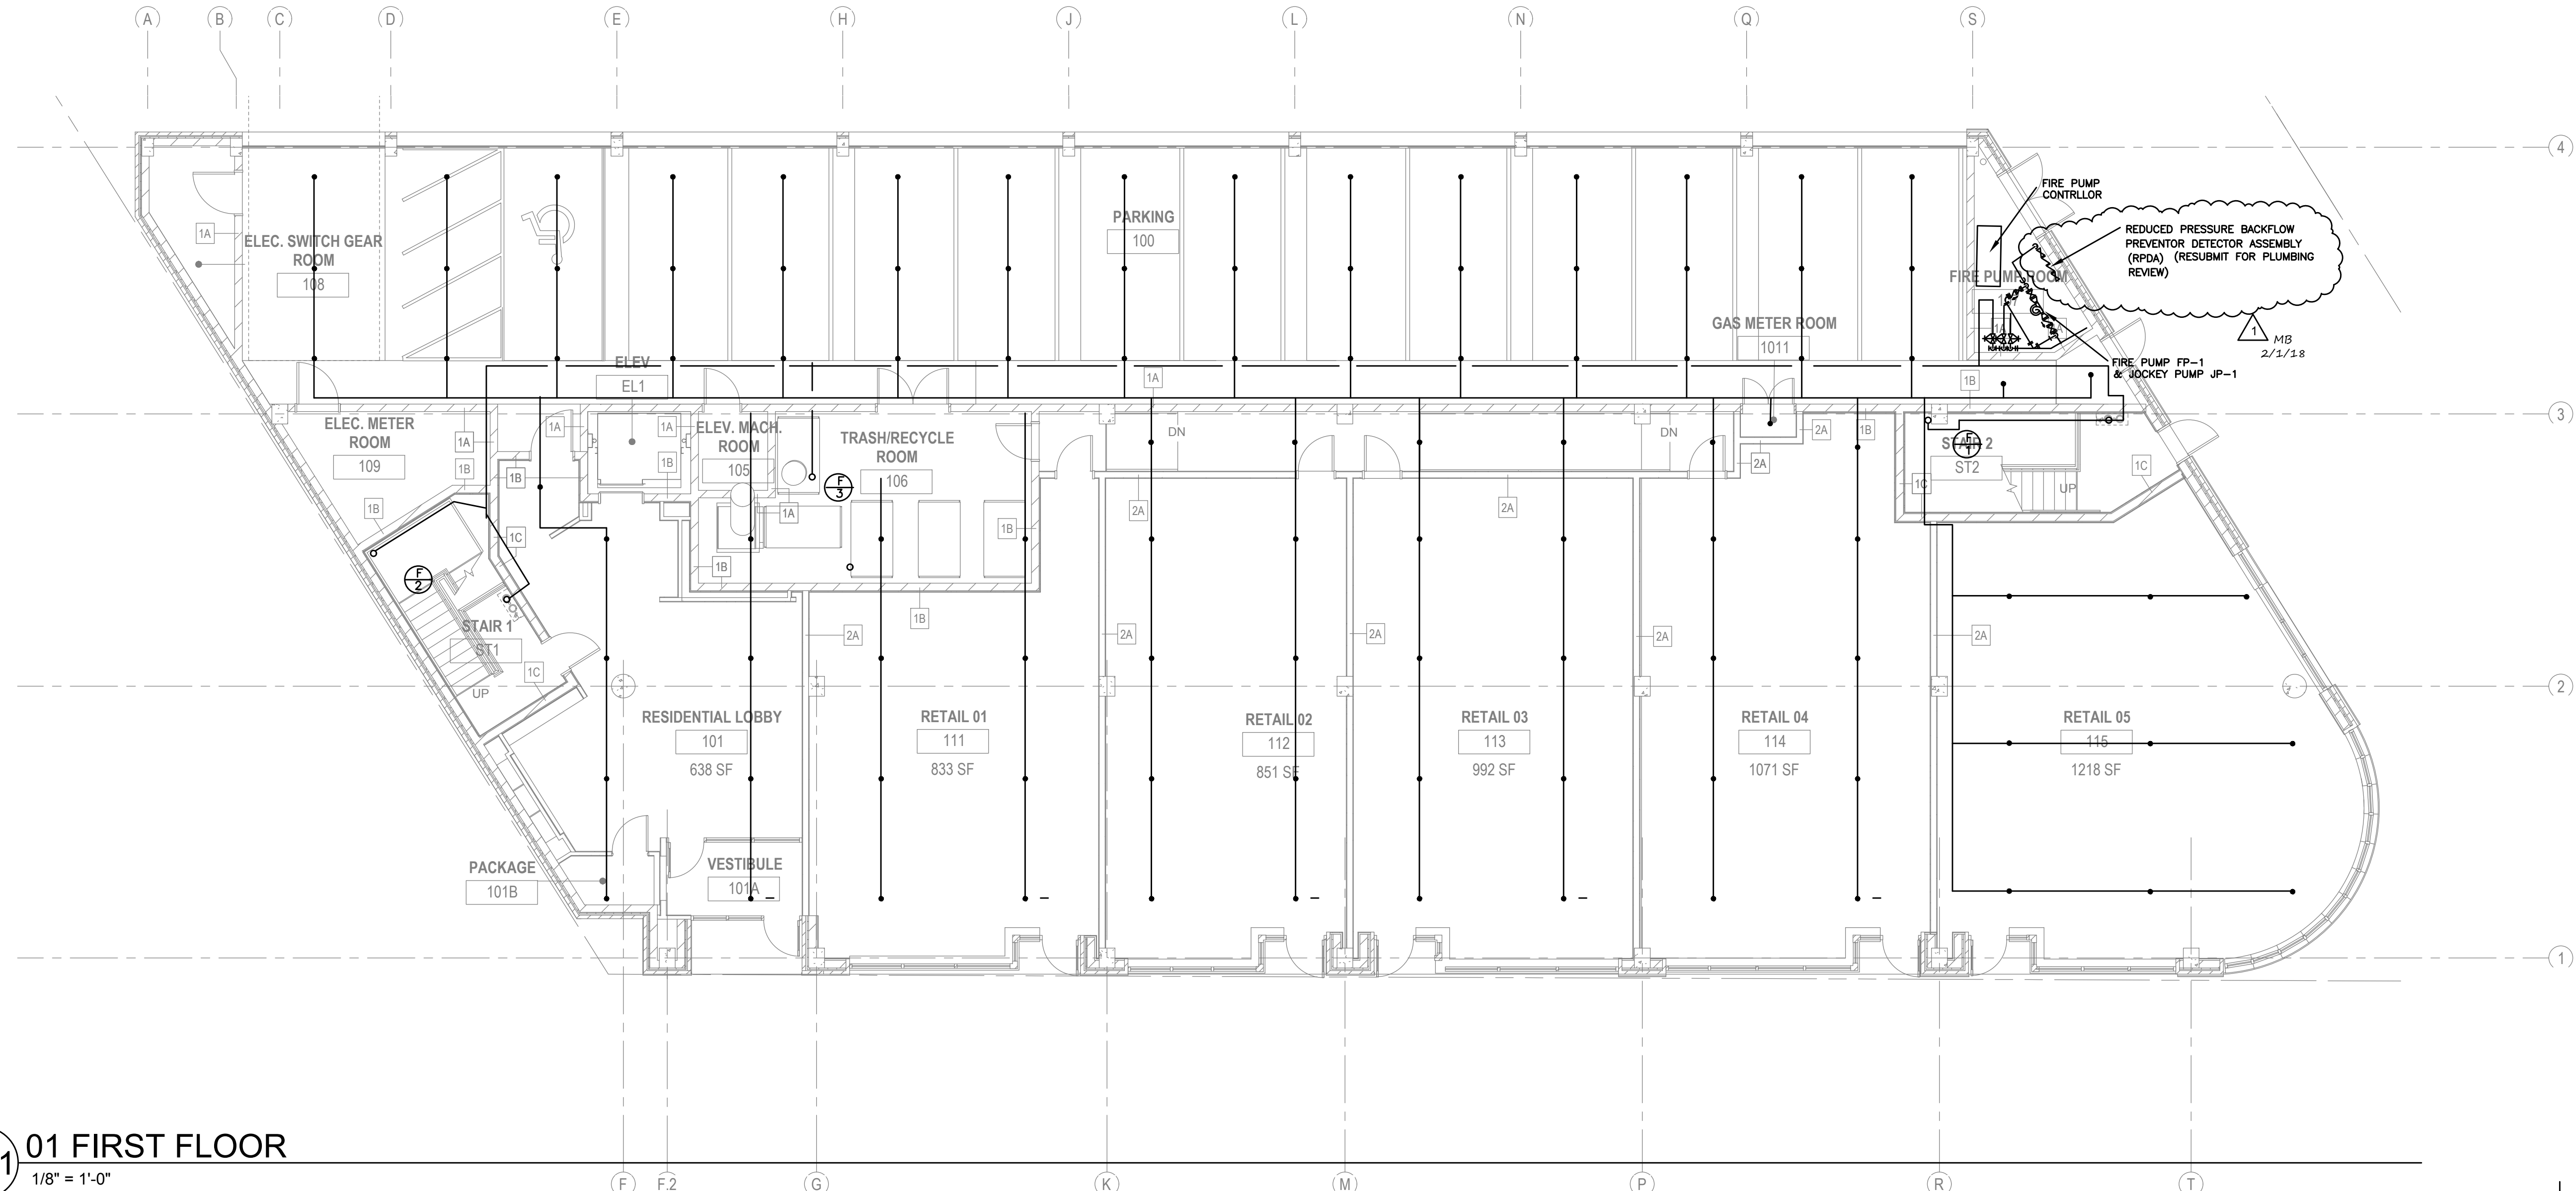 A
B
C
D
E
H
J
L
N
Q
S
4
FIRE PUMP
CONTRLLOR
REDUCED PRESSURE BACKFLOW
PREVENTOR DETECTOR ASSEMBLY
(RPDA) (RESUBMIT FOR PLUMBING
REVIEW)
1
MB
2/1/18
PARKING
100
1A
ELEC. SWITCH GEAR
ROOM
108
FIRE PUMP ROOM
1A
GAS METER ROOM
1011
FIRE PUMP FP-1
& JOCKEY PUMP JP-1
ELEV
EL1
1A
1B
3
ELEC. METER
ROOM
109
1A
1B
1A
1A
1B
1B
ELEV. MACH.
ROOM
105
1A
TRASH/RECYCLE
ROOM
106
F
3
1B
1B
1B
DN
DN
2A
2A
2A
2A
1B
STAIR 2
ST2
F
1
1C
1C
UP
1B
1C
F
2
STAIR 1
ST1
UP
1C
2A
2A
2A
2A
2A
2
RESIDENTIAL LOBBY
101
638 SF
RETAIL 01
111
833 SF
RETAIL 02
112
851 SF
RETAIL 03
113
992 SF
RETAIL 04
114
1071 SF
RETAIL 05
115
1218 SF
PACKAGE
101B
VESTIBULE
101A
1
1
01 FIRST FLOOR
1/8" = 1'-0"
F
F.2
G
K
M
P
R
T